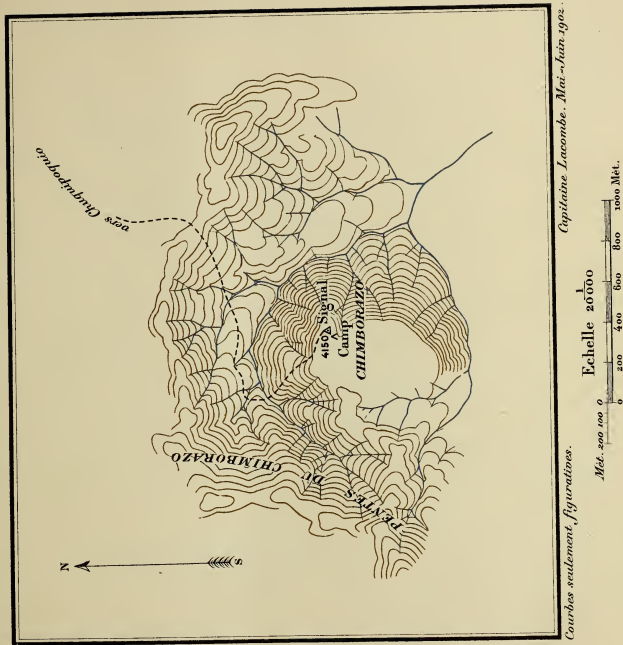 N
S
vers Chuquipoquio
4150 Signal
Camp
CHIMBORAZO
PENTES DU CHIMBORAZO
Courbes seulement figuratives.
Capitaine Lacombe. Mai-Juin 1902.
Echelle 1/20000
Mèt. 200 100 0 200 400 600 800 1000 Mèt.